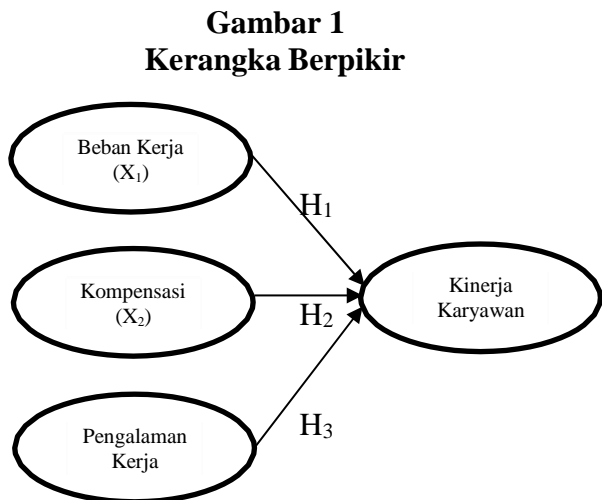 Gambar 1
Kerangka Berpikir
Beban Kerja
(X₁)
H₁
Kompensasi
(X₂)
H₂
Kinerja
Karyawan
Pengalaman
Kerja
H₃